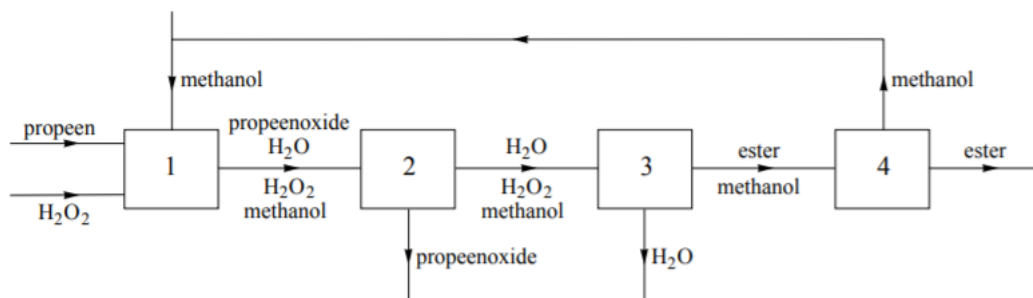 methanol
methanol
propeen
H₂O₂
1
propeenoxide
H₂O
H₂O₂
methanol
2
propeenoxide
H₂O
H₂O₂
methanol
3
H₂O
ester
methanol
4
ester